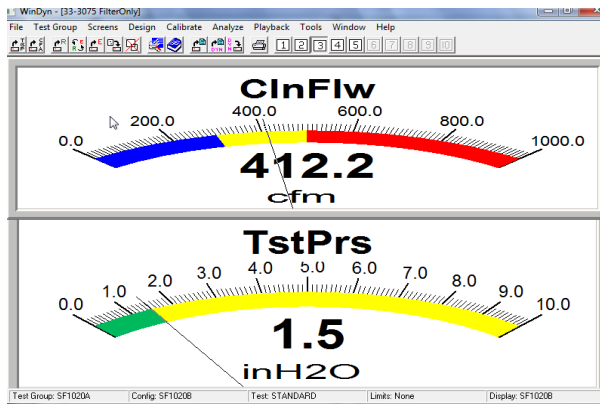 WinDyn - [33-3075 FilterOnly]
File Test Group Screens Design Calibrate Analyze Playback Tools Window Help
1 2 3 4 5 6 7 8 9 10
ClnFlw
0.0 200.0 400.0 600.0 800.0 1000.0
412.2
cfm
TstPrs
0.0 1.0 2.0 3.0 4.0 5.0 6.0 7.0 8.0 9.0 10.0
1.5
inH2O
Test Group: SF1020A Config: SF1020B Test: STANDARD Limits: None Display: SF1020B